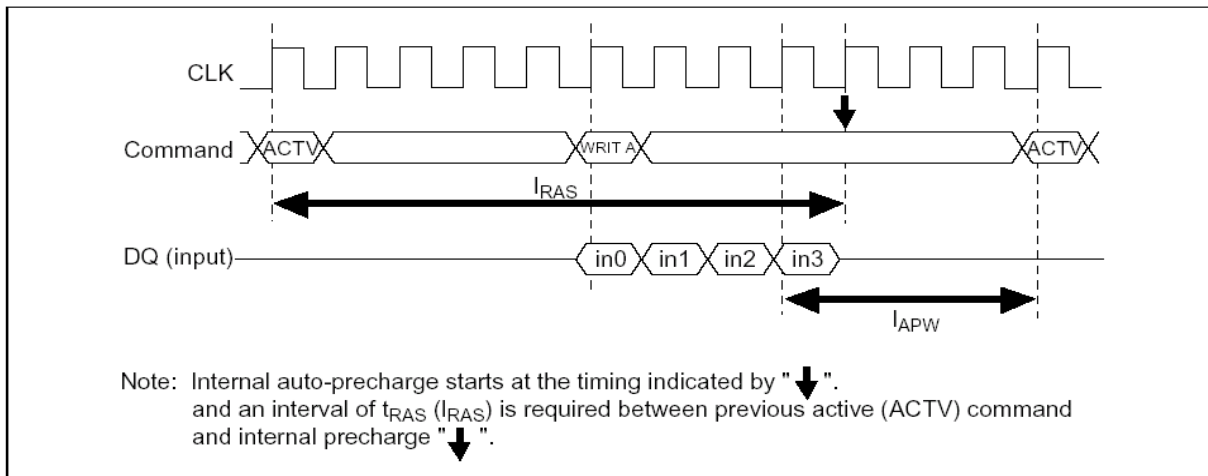 CLK
Command ACTV WRIT A ACTV
lRAS
DQ (input) in0 in1 in2 in3
lAPW
Note: Internal auto-precharge starts at the timing indicated by " ".
and an interval of tRAS (lRAS) is required between previous active (ACTV) command
and internal precharge " ".